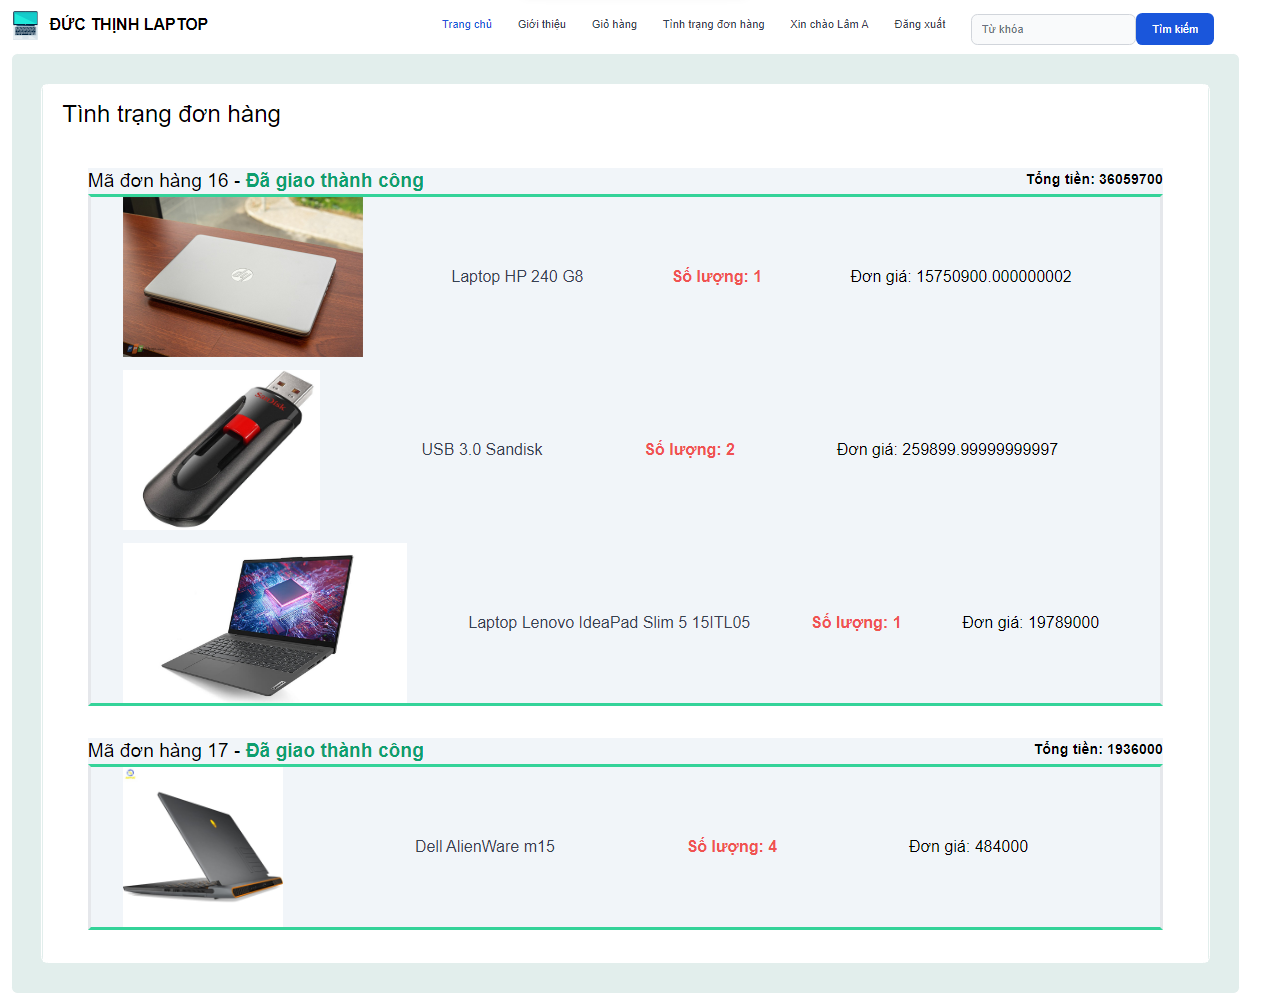 ĐỨC THỊNH LAPTOP
Trang chủ
Giới thiệu
Giỏ hàng
Tình trạng đơn hàng
Xin chào Lâm A
Đăng xuất
Từ khóa
Tìm kiếm
Tình trạng đơn hàng
Mã đơn hàng 16 - Đã giao thành công
Tổng tiền: 36059700
Laptop HP 240 G8
Số lượng: 1
Đơn giá: 15750900.000000002
USB 3.0 Sandisk
Số lượng: 2
Đơn giá: 259899.99999999997
Laptop Lenovo IdeaPad Slim 5 15ITL05
Số lượng: 1
Đơn giá: 19789000
Mã đơn hàng 17 - Đã giao thành công
Tổng tiền: 1936000
Dell AlienWare m15
Số lượng: 4
Đơn giá: 484000